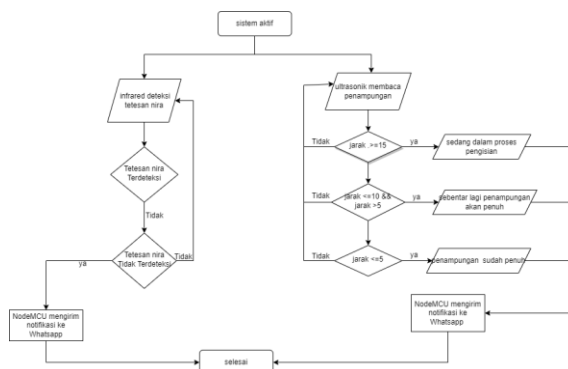 sistem aktif
infrared deteksi
tetesan nira
ultrasonik membaca
penampungan
Tidak
jarak .>=15
ya
sedang dalam proses
pengisian
Tetesan nira
Terdeteksi
Tidak
Tidak
jarak <=10 &&
jarak >5
ya
sebentar lagi penampungan
akan penuh
ya
Tetesan nira
Tidak Terdeteksi
Tidak
Tidak
jarak <=5
ya
penampungan sudah penuh
NodeMCU mengirim
notifikasi ke
Whatsapp
NodeMCU mengirim
notifikasi ke
Whatsapp
selesai